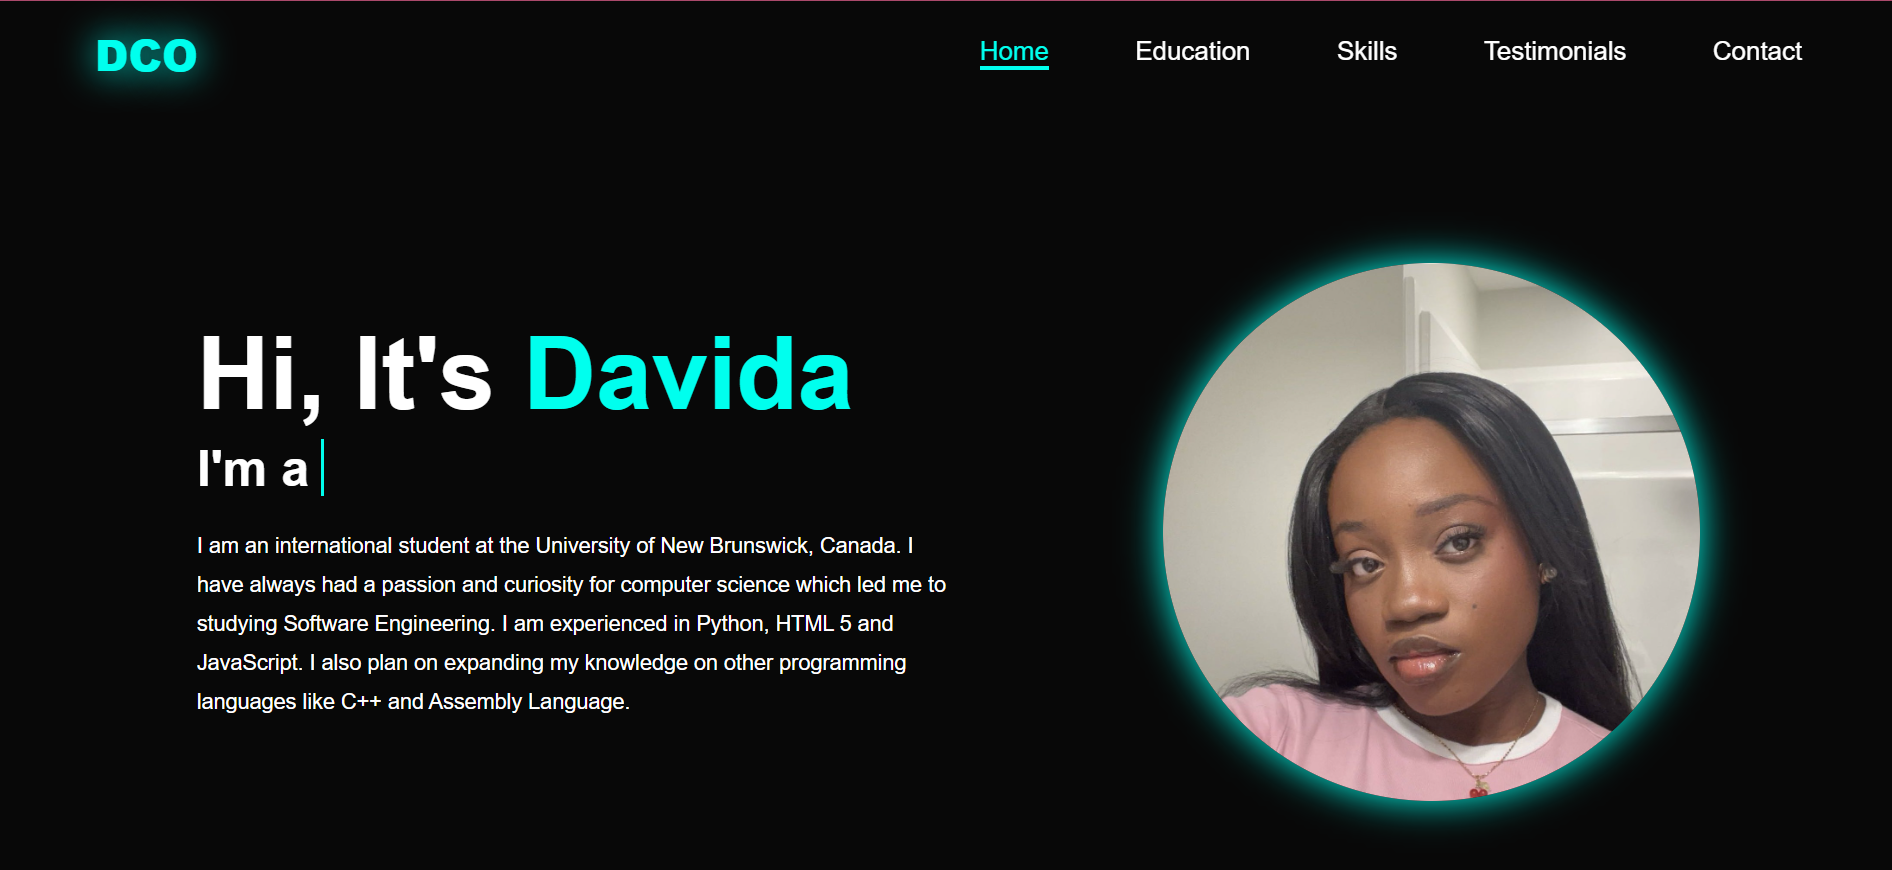 DCO
Home Education Skills Testimonials Contact
Hi, It's Davida
I'm a
I am an international student at the University of New Brunswick, Canada. I
have always had a passion and curiosity for computer science which led me to
studying Software Engineering. I am experienced in Python, HTML 5 and
JavaScript. I also plan on expanding my knowledge on other programming
languages like C++ and Assembly Language.